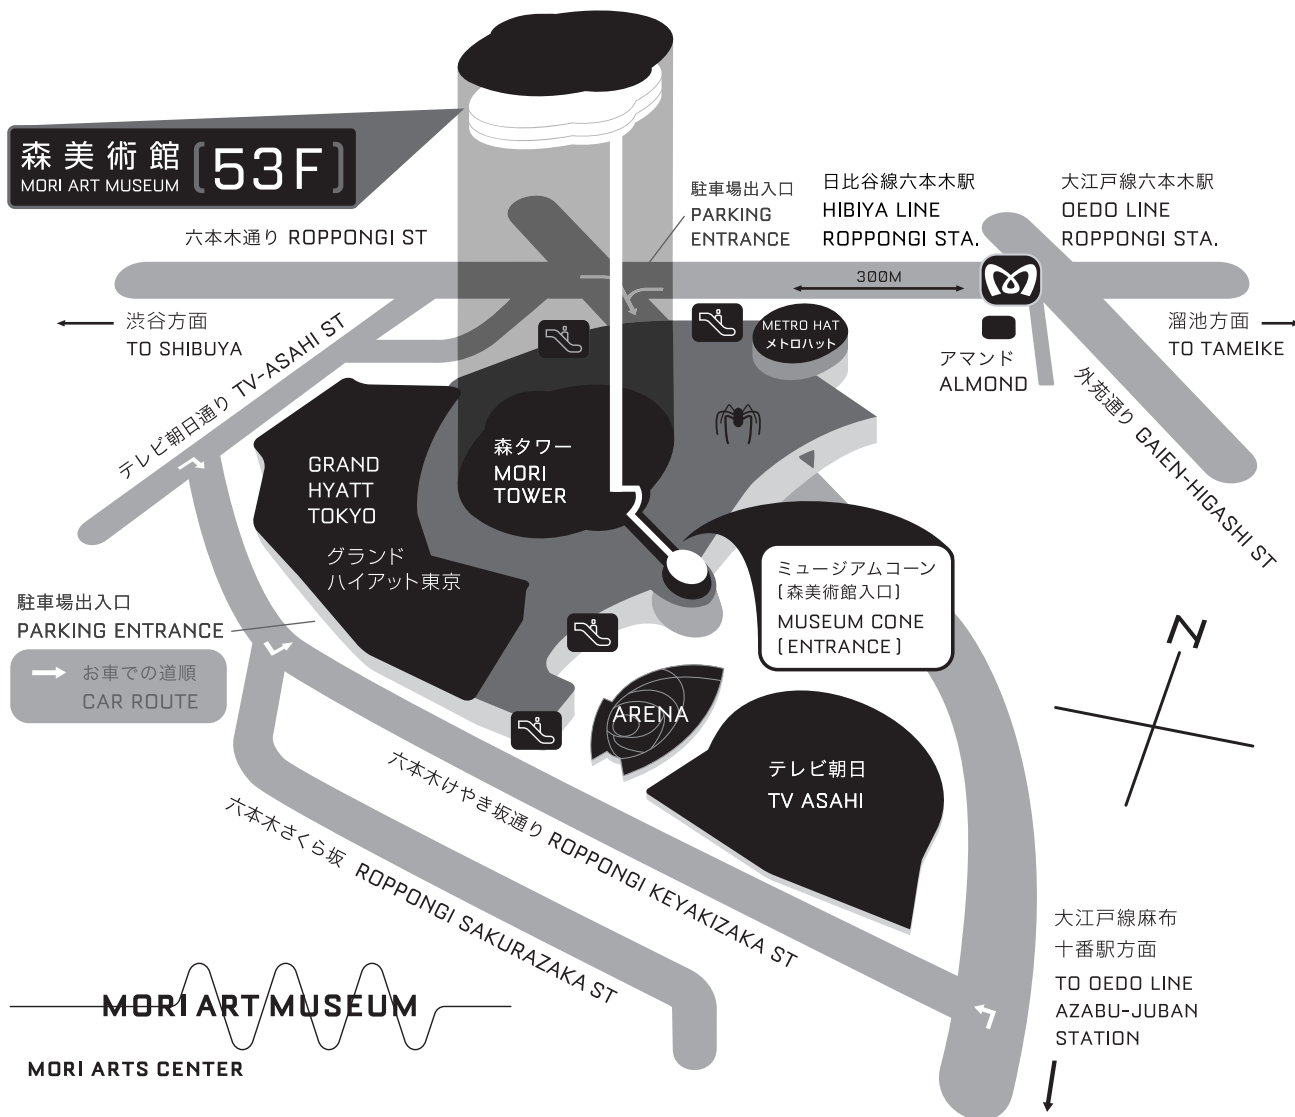 森美術館
MORI ART MUSEUM
[53F]
六本木通り ROPPONGI ST
駐車場出入口
PARKING
ENTRANCE
日比谷線六本木駅
HIBIYA LINE
ROPPONGI STA.
大江戸線六本木駅
OEDO LINE
ROPPONGI STA.
300M
渋谷方面
TO SHIBUYA
METRO HAT
メトロハット
アマンド
ALMOND
溜池方面
TO TAMEIKE
テレビ朝日通り TV-ASAHI ST
外苑通り GAIEN-HIGASHI ST
森タワー
MORI
TOWER
GRAND
HYATT
TOKYO
グランド
ハイアット東京
ミュージアムコーン
[森美術館入口]
MUSEUM CONE
[ENTRANCE]
駐車場出入口
PARKING ENTRANCE
お車での道順
CAR ROUTE
N
ARENA
テレビ朝日
TV ASAHI
六本木けやき坂通り ROPPONGI KEYAKIZAKA ST
六本木さくら坂 ROPPONGI SAKURAZAKA ST
大江戸線麻布
十番駅方面
TO OEDO LINE
AZABU-JUBAN
STATION
MORI ART MUSEUM
MORI ARTS CENTER